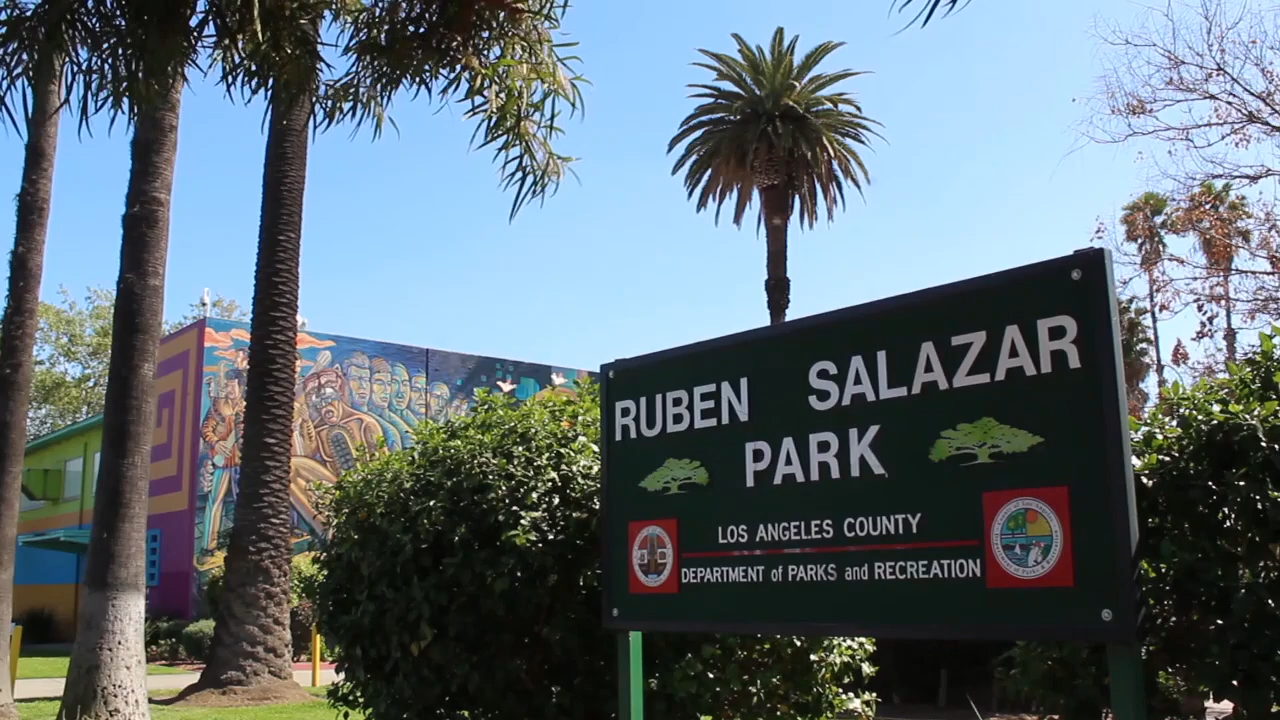 RUBEN SALAZAR
PARK
LOS ANGELES COUNTY
DEPARTMENT of PARKS and RECREATION